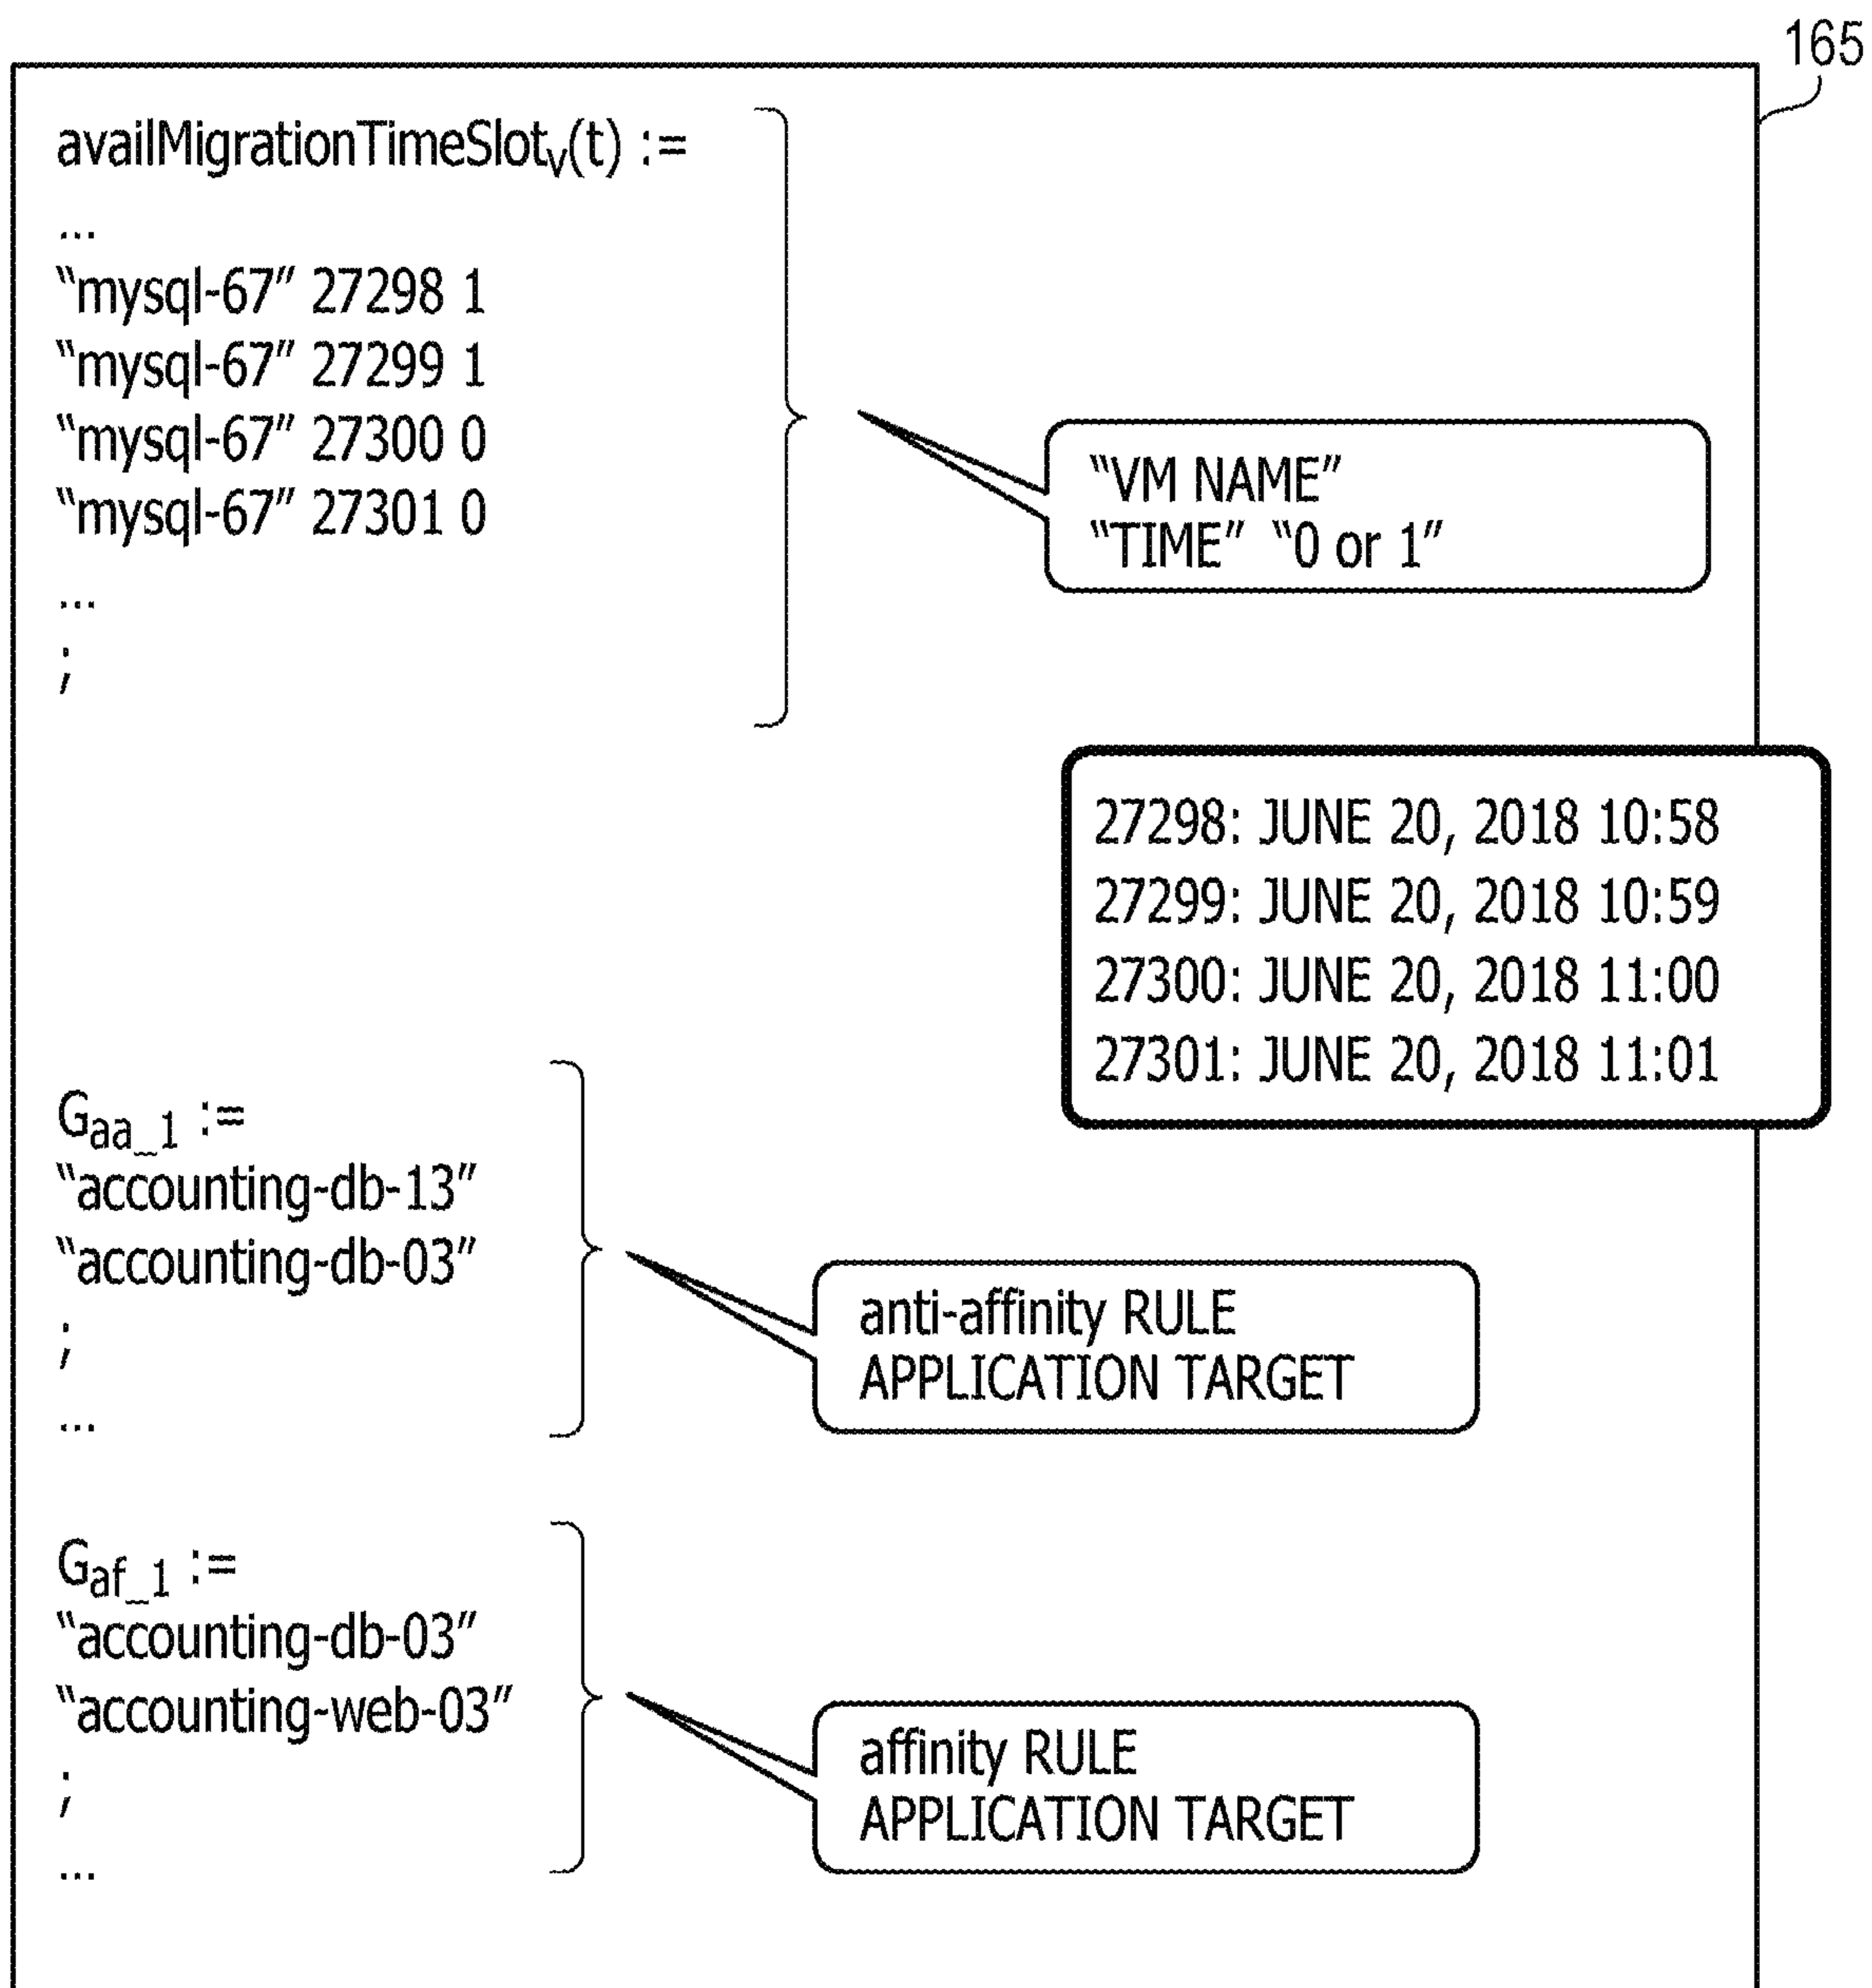 165
availMigrationTimeSlotv(t) :=
...
“mysql-67” 27298 1
“mysql-67” 27299 1
“mysql-67” 27300 0
“mysql-67” 27301 0
...
;
“VM NAME”
“TIME” “0 or 1”
27298: JUNE 20, 2018 10:58
27299: JUNE 20, 2018 10:59
27300: JUNE 20, 2018 11:00
27301: JUNE 20, 2018 11:01
Gaa_1 :=
“accounting-db-13”
“accounting-db-03”
;
...
anti-affinity RULE
APPLICATION TARGET
Gaf_1 :=
“accounting-db-03”
“accounting-web-03”
;
...
affinity RULE
APPLICATION TARGET